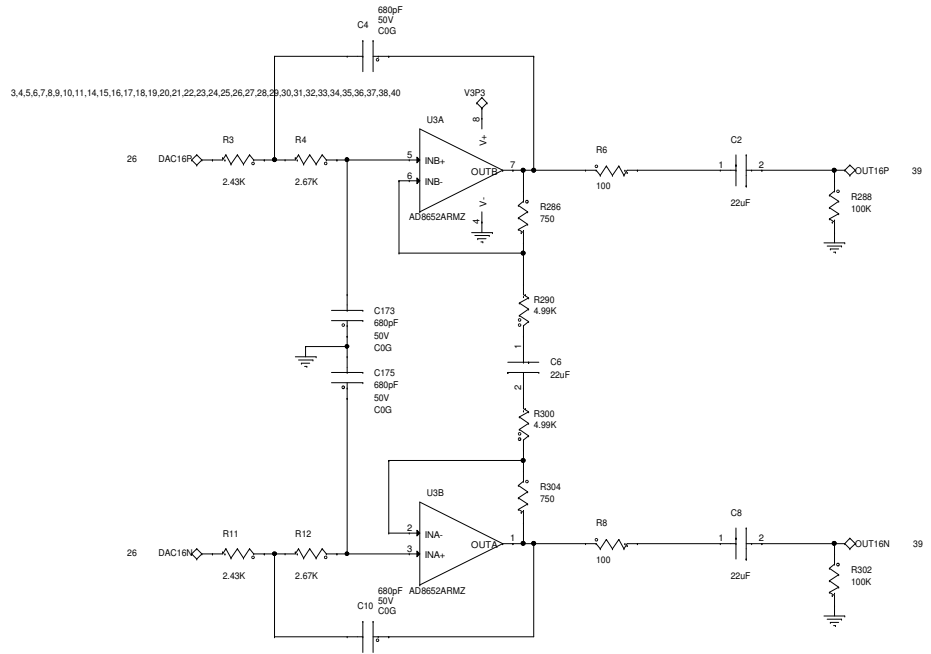 680pF
50V
C0G
C4
3,4,5,6,7,8,9,10,11,14,15,16,17,18,19,20,21,22,23,24,25,26,27,28,29,30,31,32,33,34,35,36,37,38,40
V3P3
8
V+
U3A
R3
R4
26
DAC16P
2.43K
2.67K
5
INB+
6
INB-
OUTB
7
AD8652ARMZ
V-
4
R6
100
C2
1
2
22uF
OUT16P
39
R288
100K
R286
750
R290
4.99K
C173
680pF
50V
C0G
1
C6
22uF
2
C175
680pF
50V
C0G
R300
4.99K
R304
750
U3B
2
INA-
3
INA+
OUTA
1
AD8652ARMZ
R11
R12
26
DAC16N
2.43K
2.67K
R8
100
C8
1
2
22uF
OUT16N
39
R302
100K
680pF
50V
C0G
C10